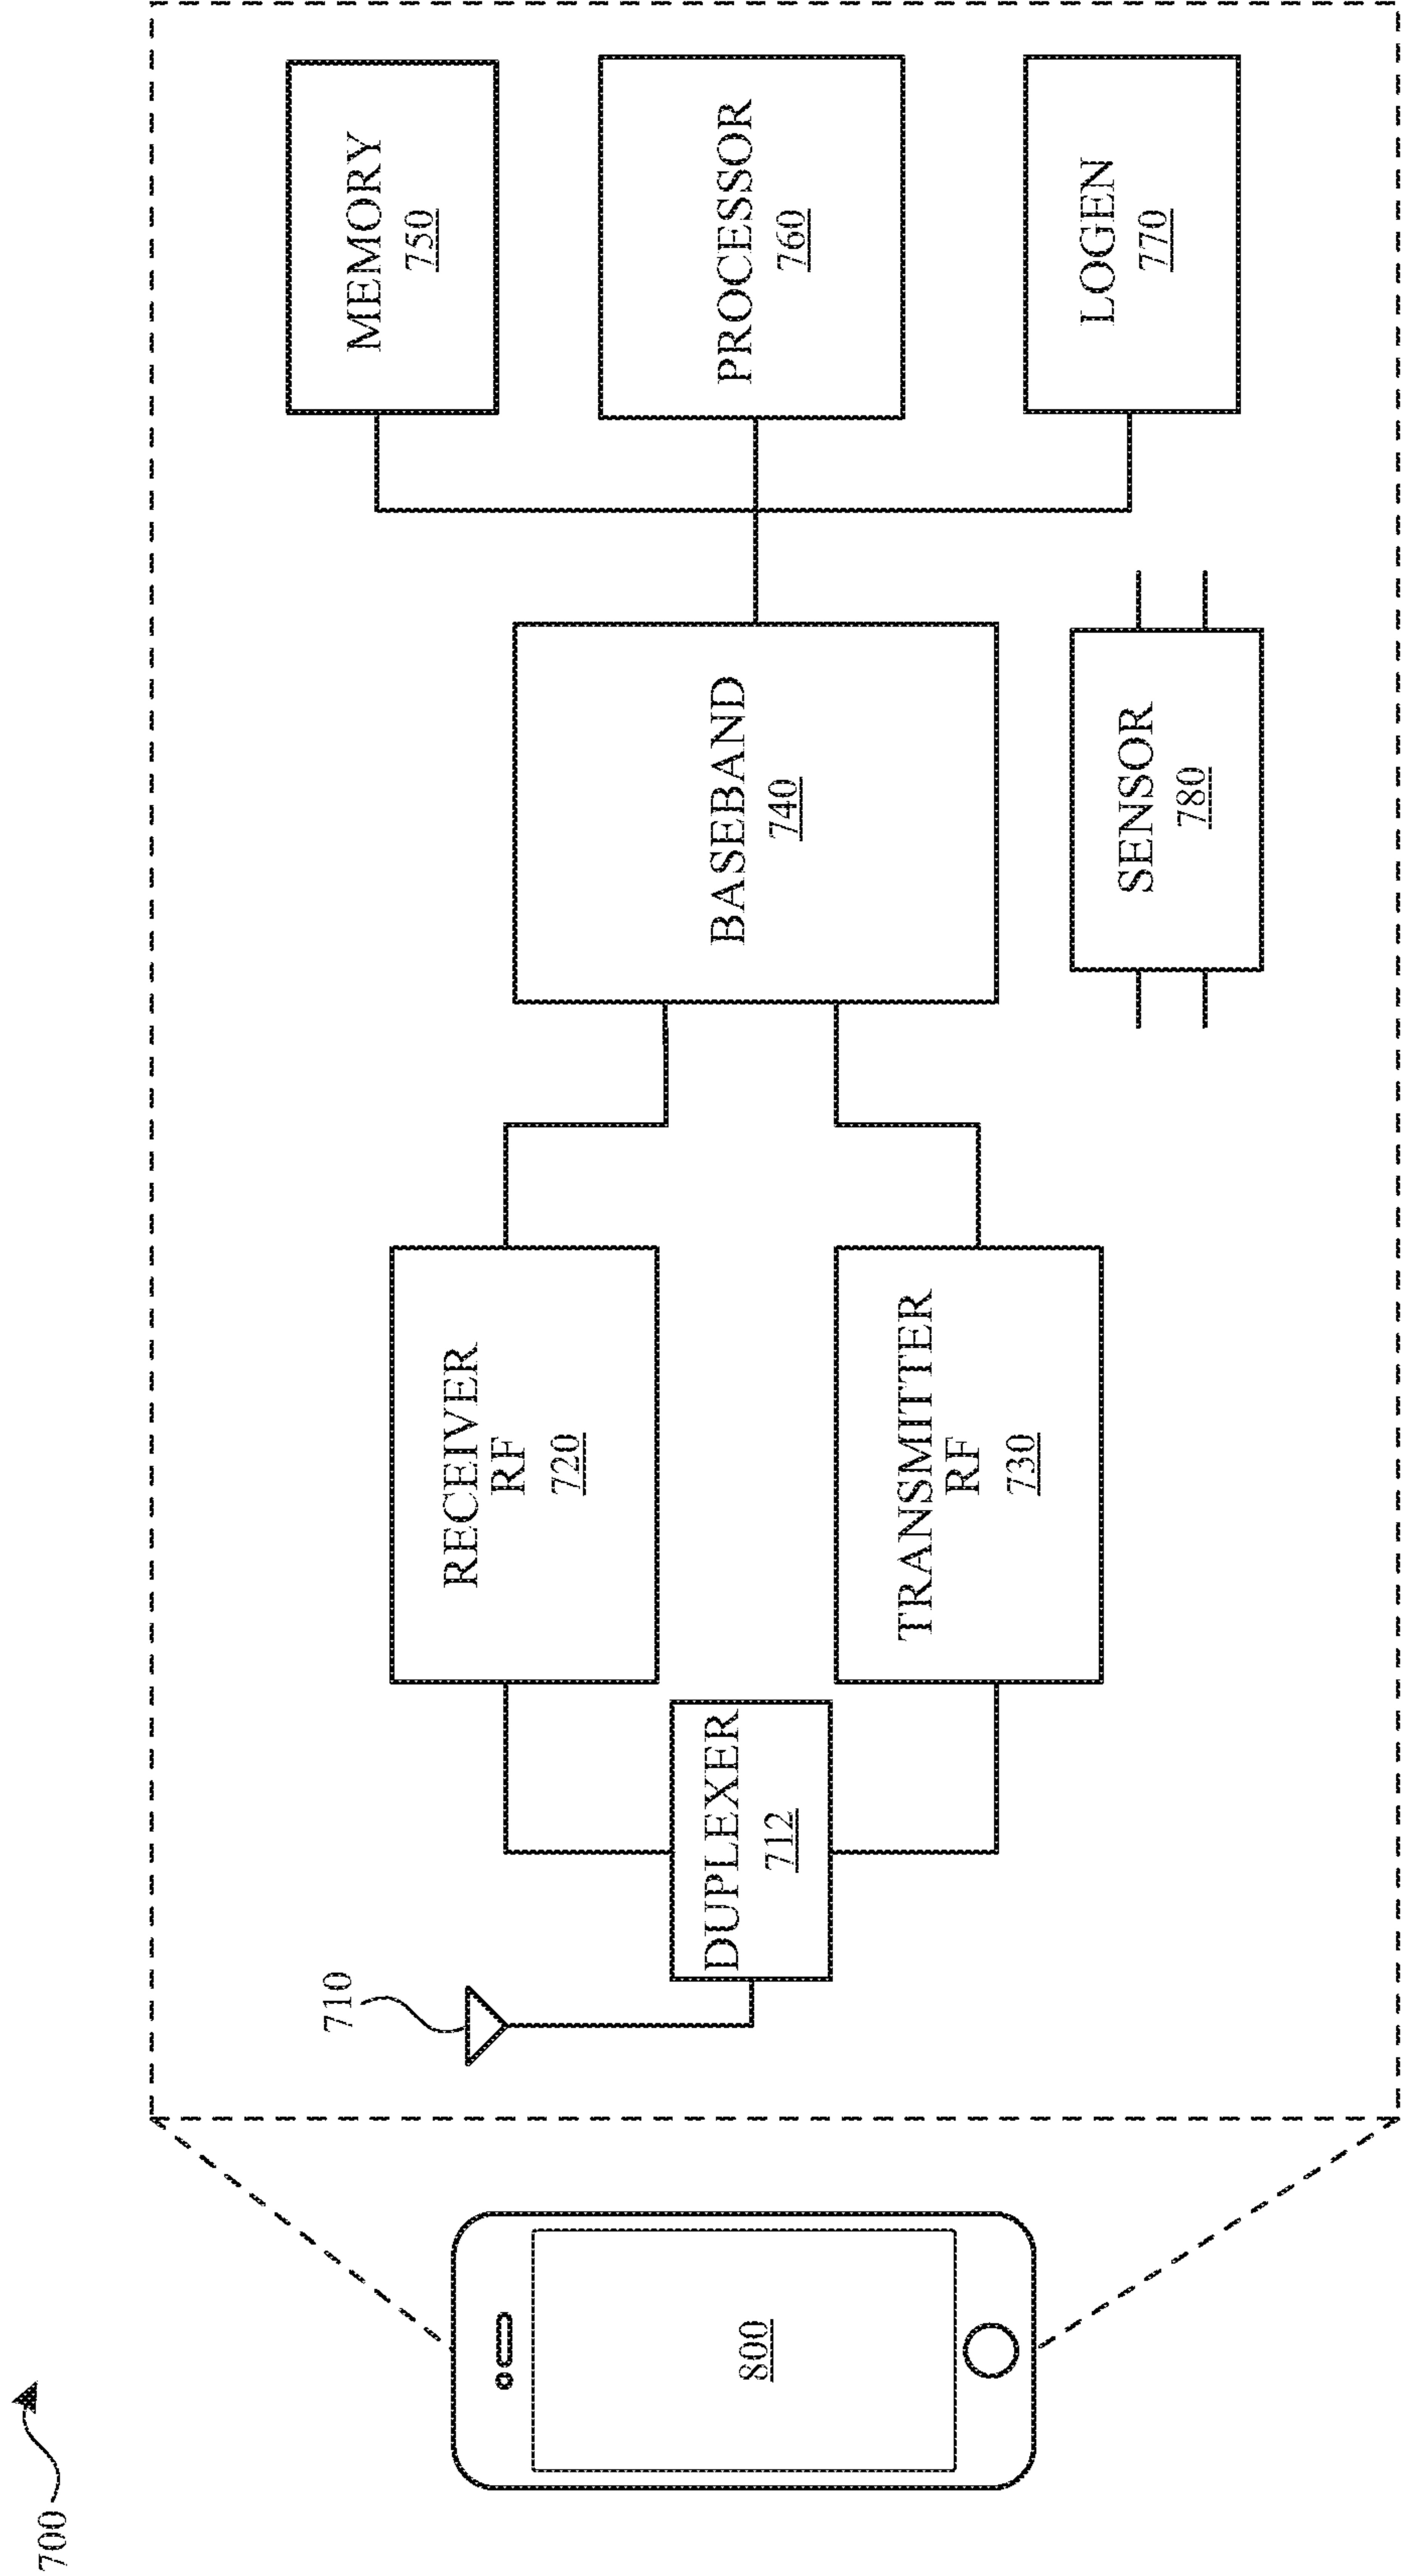 700
800
710
DUPLEXER
712
RECEIVER
RF
720
TRANSMITTER
RF
730
BASEBAND
740
SENSOR
780
MEMORY
750
PROCESSOR
760
LOGEN
770